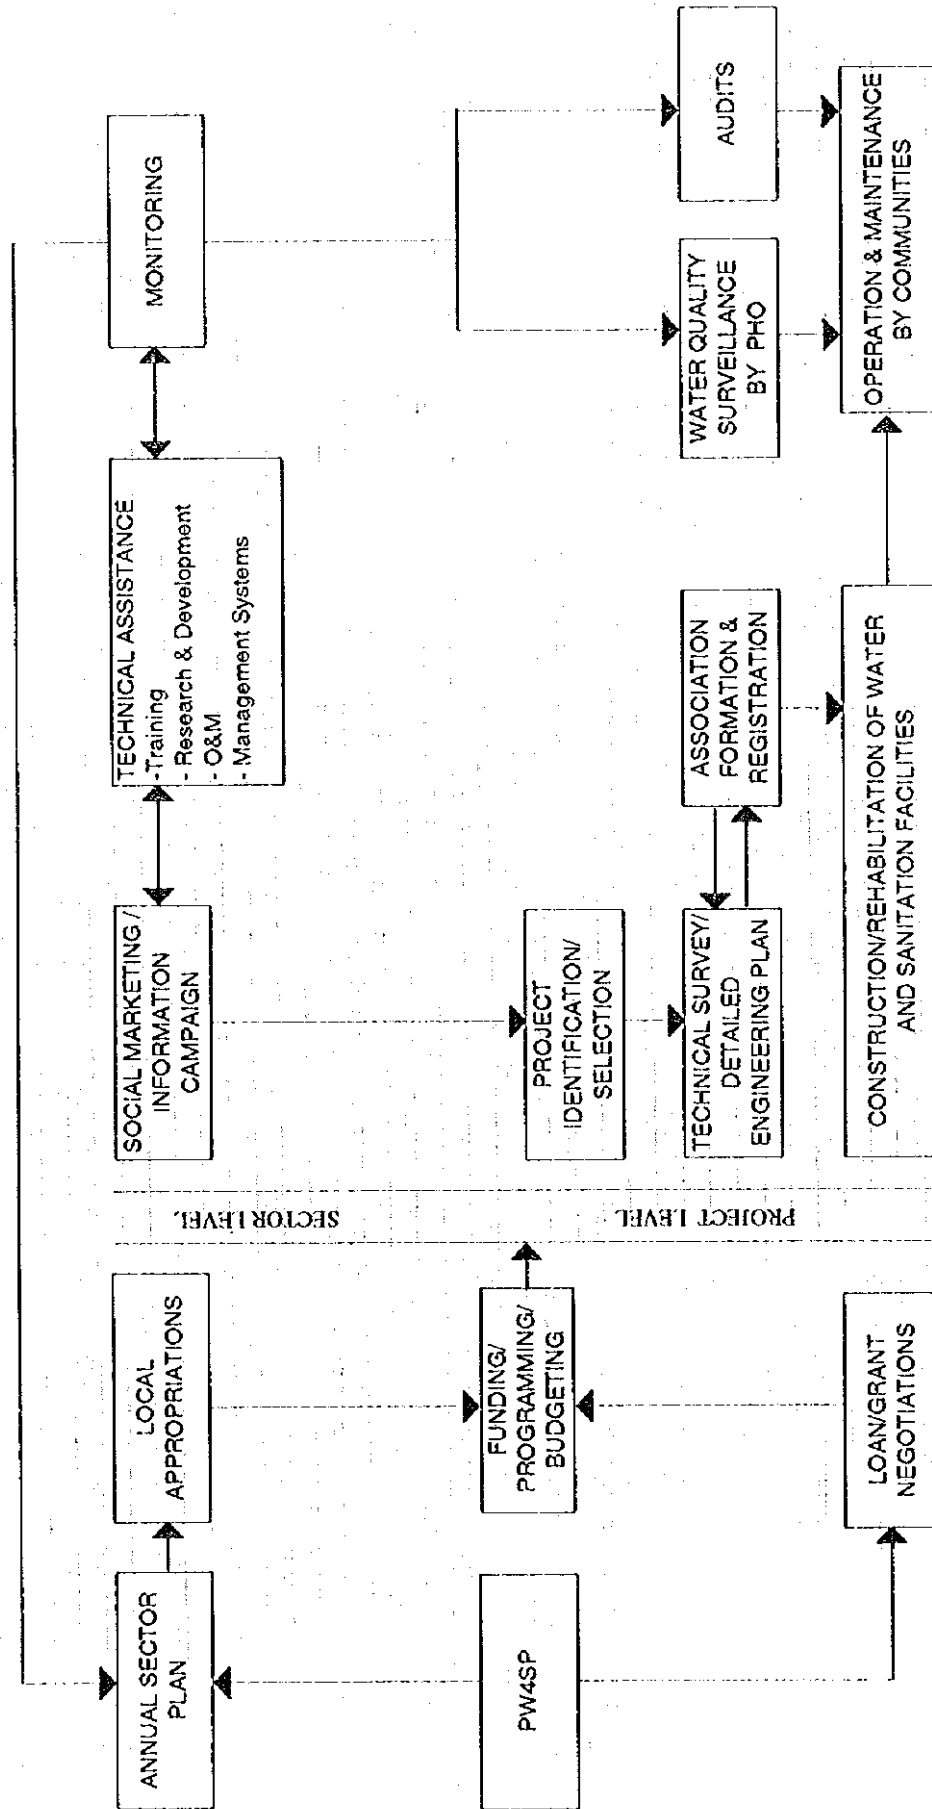 ANNUAL SECTOR
PLAN
LOCAL
APPROPRIATIONS
SOCIAL MARKETING /
INFORMATION
CAMPAIGN
TECHNICAL ASSISTANCE
-Training
- Research & Development
- O&M
- Management Systems
MONITORING
SECTOR LEVEL
PW4SP
FUNDING/
PROGRAMMING/
BUDGETING
PROJECT
IDENTIFICATION/
SELECTION
PROJECT LEVEL
TECHNICAL SURVEY/
DETAILED
ENGINEERING PLAN
ASSOCIATION
FORMATION &
REGISTRATION
WATER QUALITY
SURVEILLANCE
BY PHO
AUDITS
LOAN/GRANT
NEGOTIATIONS
CONSTRUCTION/REHABILITATION OF WATER
AND SANITATION FACILITIES
OPERATION & MAINTENANCE
BY COMMUNITIES